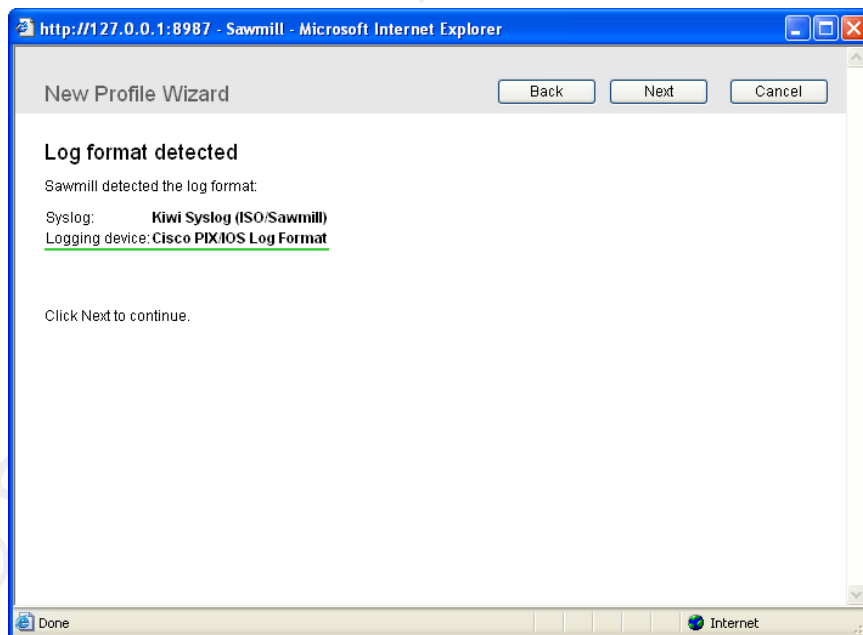 http://127.0.0.1:8987 - Sawmill - Microsoft Internet Explorer
New Profile Wizard
Back
Next
Cancel
Log format detected
Sawmill detected the log format:
Syslog: Kiwi Syslog (ISO/Sawmill)
Logging device: Cisco PIX/IOS Log Format
Click Next to continue.
Done
Internet